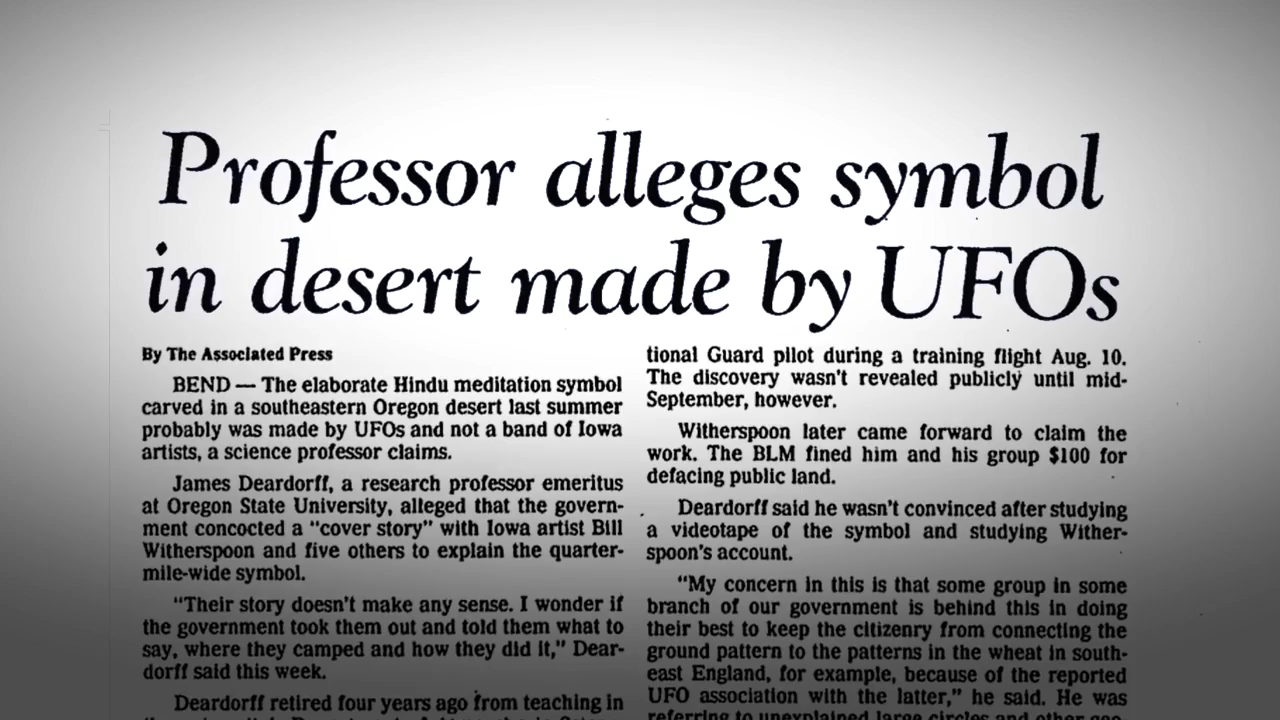 Professor alleges symbol
in desert made by UFOs
By The Associated Press
BEND — The elaborate Hindu meditation symbol
carved in a southeastern Oregon desert last summer
probably was made by UFOs and not a band of Iowa
artists, a science professor claims.
James Deardorff, a research professor emeritus
at Oregon State University, alleged that the govern-
ment concocted a “cover story” with Iowa artist Bill
Witherspoon and five others to explain the quarter-
mile-wide symbol.
“Their story doesn't make any sense. I wonder if
the government took them out and told them what to
say, where they camped and how they did it,” Dear-
dorff said this week.
Deardorff retired four years ago from teaching in
tional Guard pilot during a training flight Aug. 10.
The discovery wasn't revealed publicly until mid-
September, however.
Witherspoon later came forward to claim the
work. The BLM fined him and his group $100 for
defacing public land.
Deardorff said he wasn't convinced after studying
a videotape of the symbol and studying Wither-
spoon's account.
“My concern in this is that some group in some
branch of our government is behind this in doing
their best to keep the citizenry from connecting the
ground pattern to the patterns in the wheat in south-
east England, for example, because of the reported
UFO association with the latter,” he said. He was
referring to unexplained large circles and other